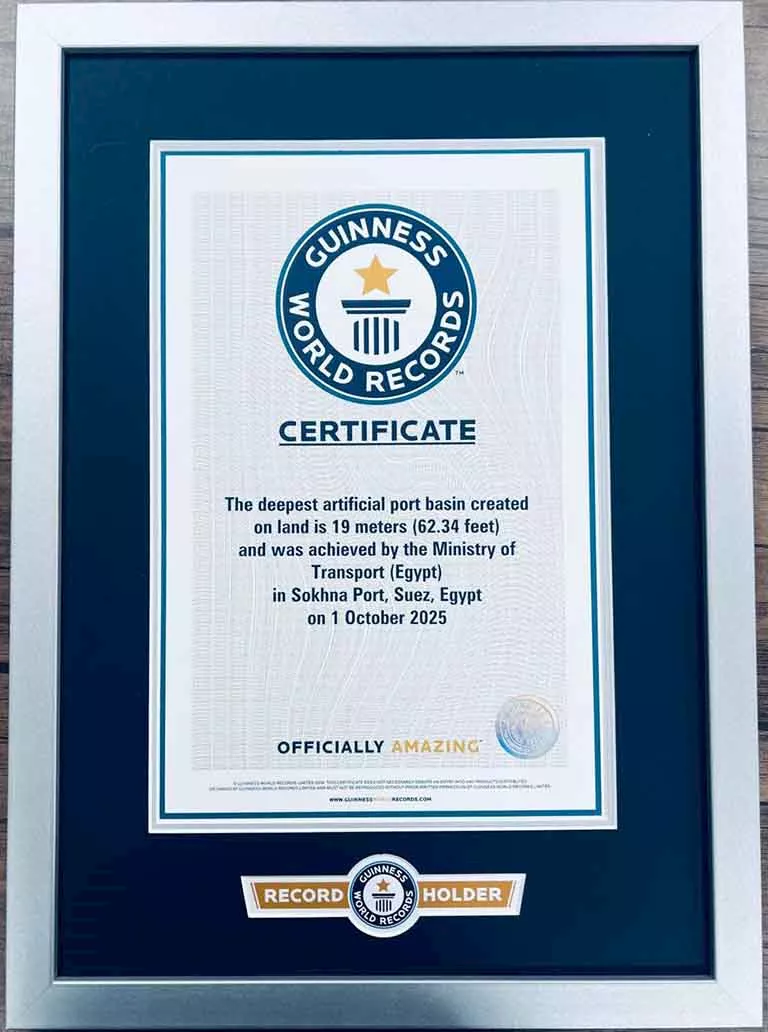 GUINNESS
WORLD RECORDS
TM
CERTIFICATE
The deepest artificial port basin created
on land is 19 meters (62.34 feet)
and was achieved by the Ministry of
Transport (Egypt)
in Sokhna Port, Suez, Egypt
on 1 October 2025
OFFICIALLY AMAZING
WWW.GUINNESSWORLDRECORDS.COM
RECORD HOLDER
GUINNESS
WORLD RECORDS